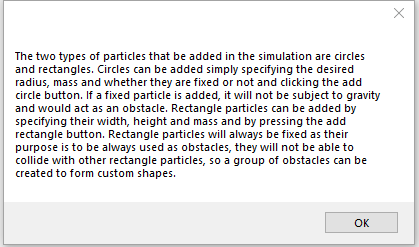 The two types of particles that be added in the simulation are circles
and rectangles. Circles can be added simply specifying the desired
radius, mass and whether they are fixed or not and clicking the add
circle button. If a fixed particle is added, it will not be subject to gravity
and would act as an obstacle. Rectangle particles can be added by
specifying their width, height and mass and by pressing the add
rectangle button. Rectangle particles will always be fixed as their
purpose is to be always used as obstacles, they will not be able to
collide with other rectangle particles, so a group of obstacles can be
created to form custom shapes.
OK